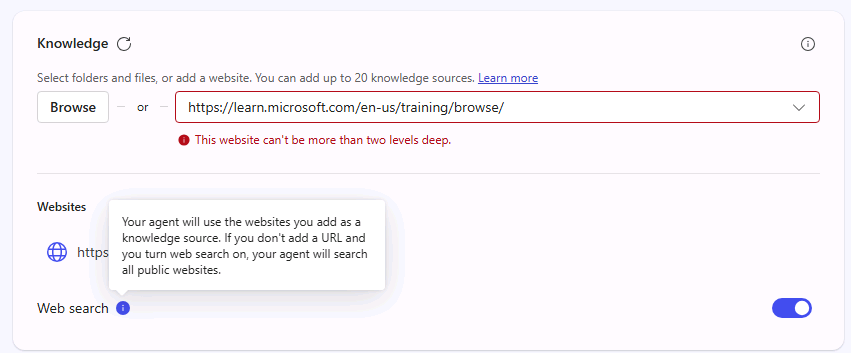 Knowledge
Select folders and files, or add a website. You can add up to 20 knowledge sources. Learn more
Browse
or
https://learn.microsoft.com/en-us/training/browse/
This website can't be more than two levels deep.
Websites
Your agent will use the websites you add as a
knowledge source. If you don't add a URL and
you turn web search on, your agent will search
all public websites.
https
Web search